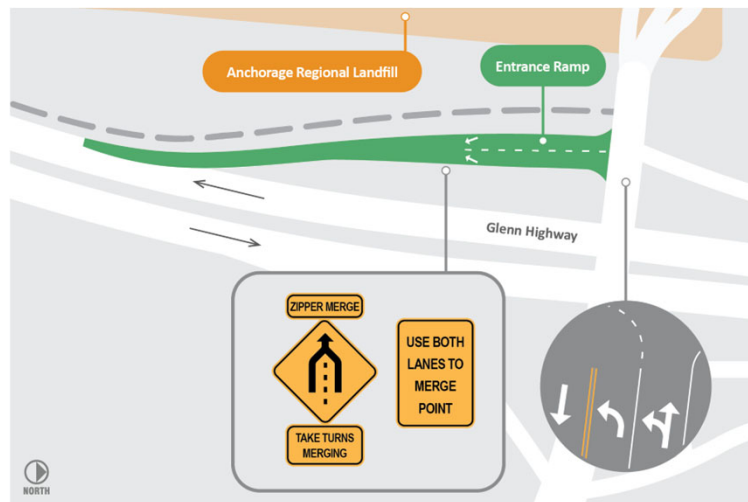 Anchorage Regional Landfill
Entrance Ramp
Glenn Highway
ZIPPER MERGE
TAKE TURNS
MERGING
USE BOTH
LANES TO
MERGE
POINT
NORTH